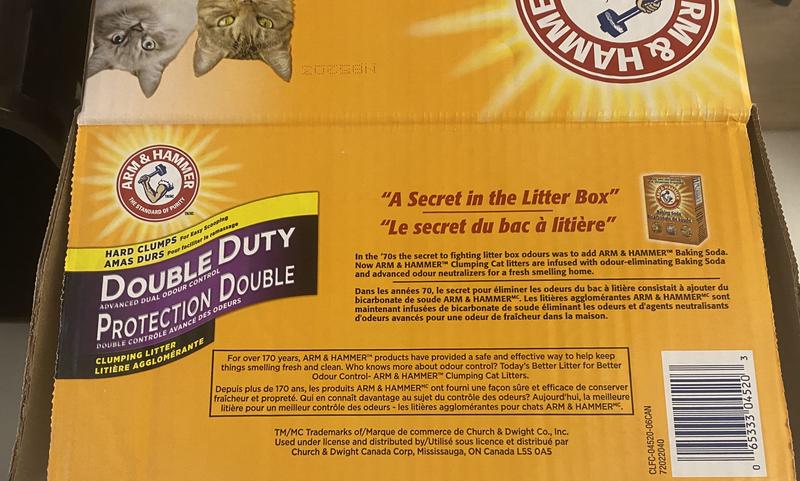 ARM & HAMMER
ARM & HAMMER
THE STANDARD OF PURITY
HARD CLUMPS For Easy Scooping
AMAS DURS Pour faciliter le ramassage
DOUBLE DUTY
ADVANCED DUAL ODOUR CONTROL
PROTECTION DOUBLE
DOUBLE CONTRÔLE AVANCÉ DES ODEURS
CLUMPING LITTER
LITIÈRE AGGLOMÉRANTE
“A Secret in the Litter Box”
“Le secret du bac à litière”
ARM & HAMMER
Baking Soda
In the '70s the secret to fighting litter box odours was to add ARM & HAMMER™ Baking Soda.
Now ARM & HAMMER™ Clumping Cat litters are infused with odour-eliminating Baking Soda
and advanced odour neutralizers for a fresh smelling home.
Dans les années 70, le secret pour éliminer les odeurs du bac à litière consistait à ajouter du
bicarbonate de soude ARM & HAMMERᴹᶜ. Les litières agglomérantes ARM & HAMMERᴹᶜ sont
maintenant infusées de bicarbonate de soude éliminant les odeurs et d'agents neutralisants
d'odeurs avancés pour une odeur de fraîcheur dans la maison.
For over 170 years, ARM & HAMMER™ products have provided a safe and effective way to help keep
things smelling fresh and clean. Who knows more about odour control? Today's Better Litter for Better
Odour Control- ARM & HAMMER™ Clumping Cat Litters.
Depuis plus de 170 ans, les produits ARM & HAMMERᴹᶜ ont fourni une façon sûre et efficace de conserver
fraîcheur et propreté. Qui en connaît davantage au sujet du contrôle des odeurs? Aujourd'hui, la meilleure
litière pour un meilleur contrôle des odeurs - les litières agglomérantes pour chats ARM & HAMMERᴹᶜ.
TM/MC Trademarks of/Marque de commerce de Church & Dwight Co., Inc.
Used under license and distributed by/Utilisé sous licence et distribué par
Church & Dwight Canada Corp, Mississauga, ON Canada L5S 0A5
CLFC-04520-06CAN
72022040
0 65333 04520 3